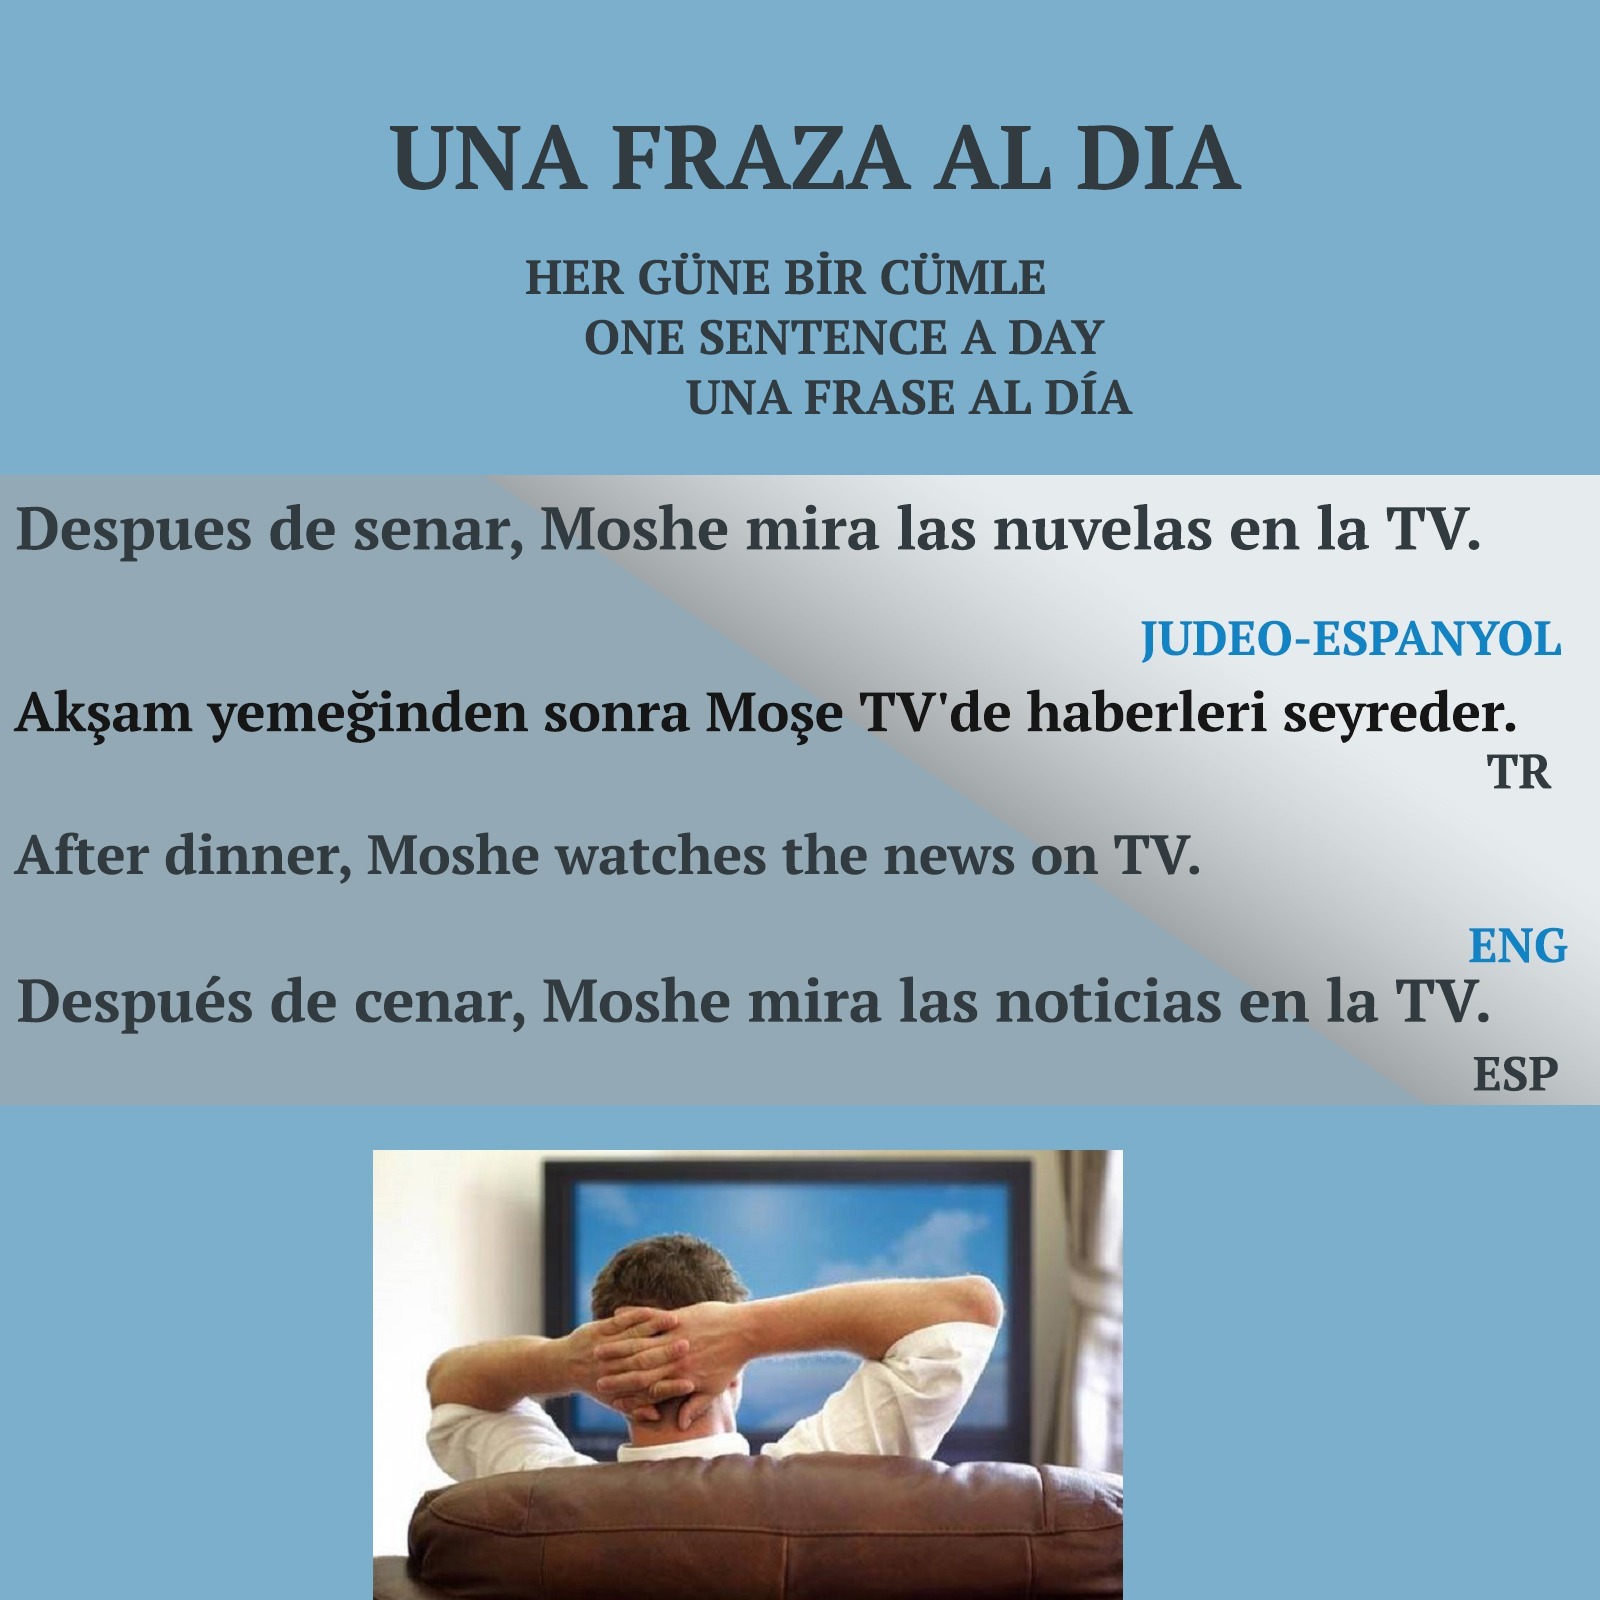 UNA FRAZA AL DIA
HER GÜNE BİR CÜMLE
ONE SENTENCE A DAY
UNA FRASE AL DÍA
Despues de senar, Moshe mira las nuvelas en la TV.
JUDEO-ESPANYOL
Akşam yemeğinden sonra Moşe TV'de haberleri seyreder.
TR
After dinner, Moshe watches the news on TV.
ENG
Después de cenar, Moshe mira las noticias en la TV.
ESP